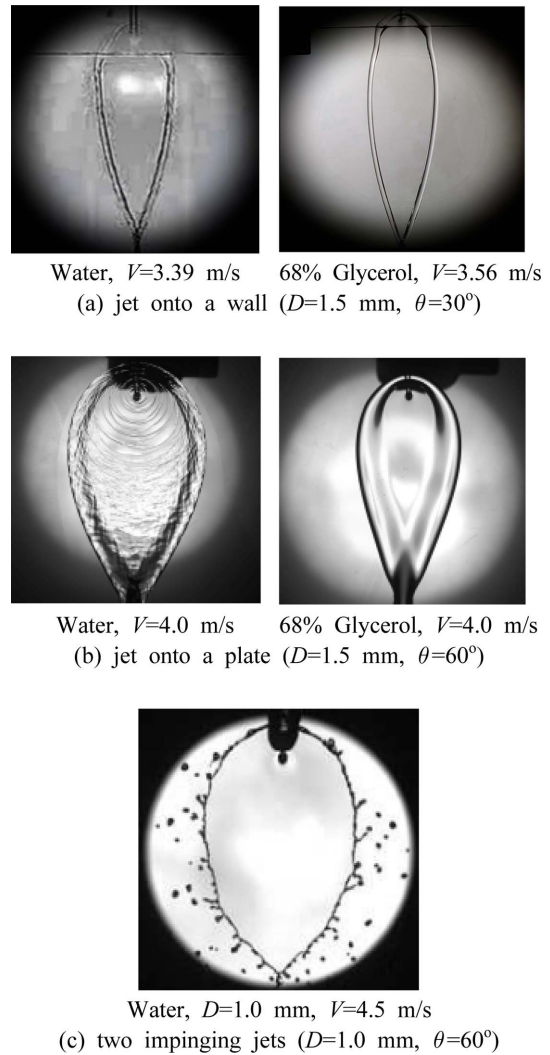 Water, V=3.39 m/s 68% Glycerol, V=3.56 m/s
(a) jet onto a wall (D=1.5 mm, θ=30°)
Water, V=4.0 m/s 68% Glycerol, V=4.0 m/s
(b) jet onto a plate (D=1.5 mm, θ=60°)
Water, D=1.0 mm, V=4.5 m/s
(c) two impinging jets (D=1.0 mm, θ=60°)